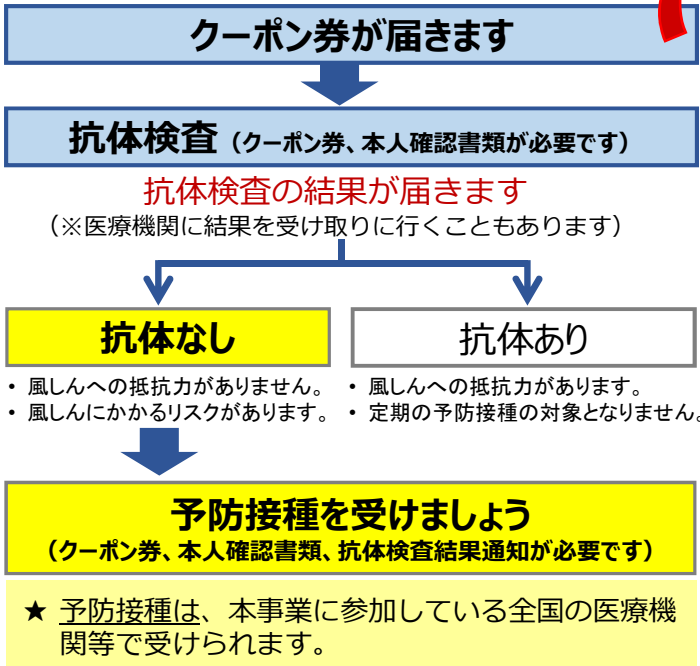 クーポン券が届きます
抗体検査（クーポン券、本人確認書類が必要です）
抗体検査の結果が届きます
（※医療機関に結果を受け取りに行くこともあります）
抗体なし
・ 風しんへの抵抗力がありません。
・ 風しんにかかるリスクがあります。
抗体あり
・ 風しんへの抵抗力があります。
・ 定期の予防接種の対象となりません。
予防接種を受けましょう
（クーポン券、本人確認書類、抗体検査結果通知が必要です）
★ 予防接種は、本事業に参加している全国の医療機
関等で受けられます。